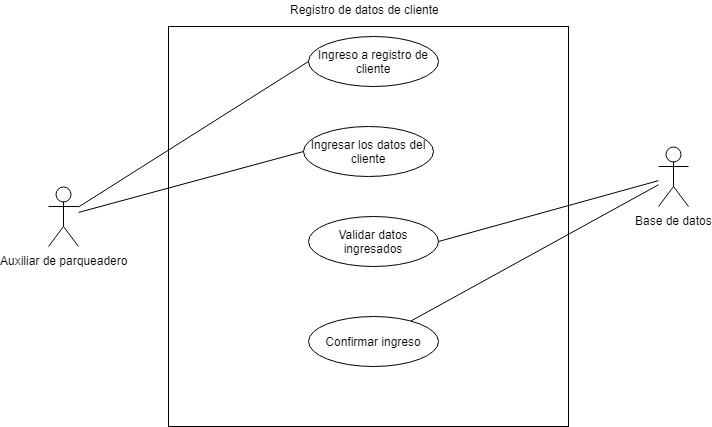 Registro de datos de cliente
Ingreso a registro de
cliente
Ingresar los datos del
cliente
Validar datos
ingresados
Confirmar ingreso
Auxiliar de parqueadero
Base de datos